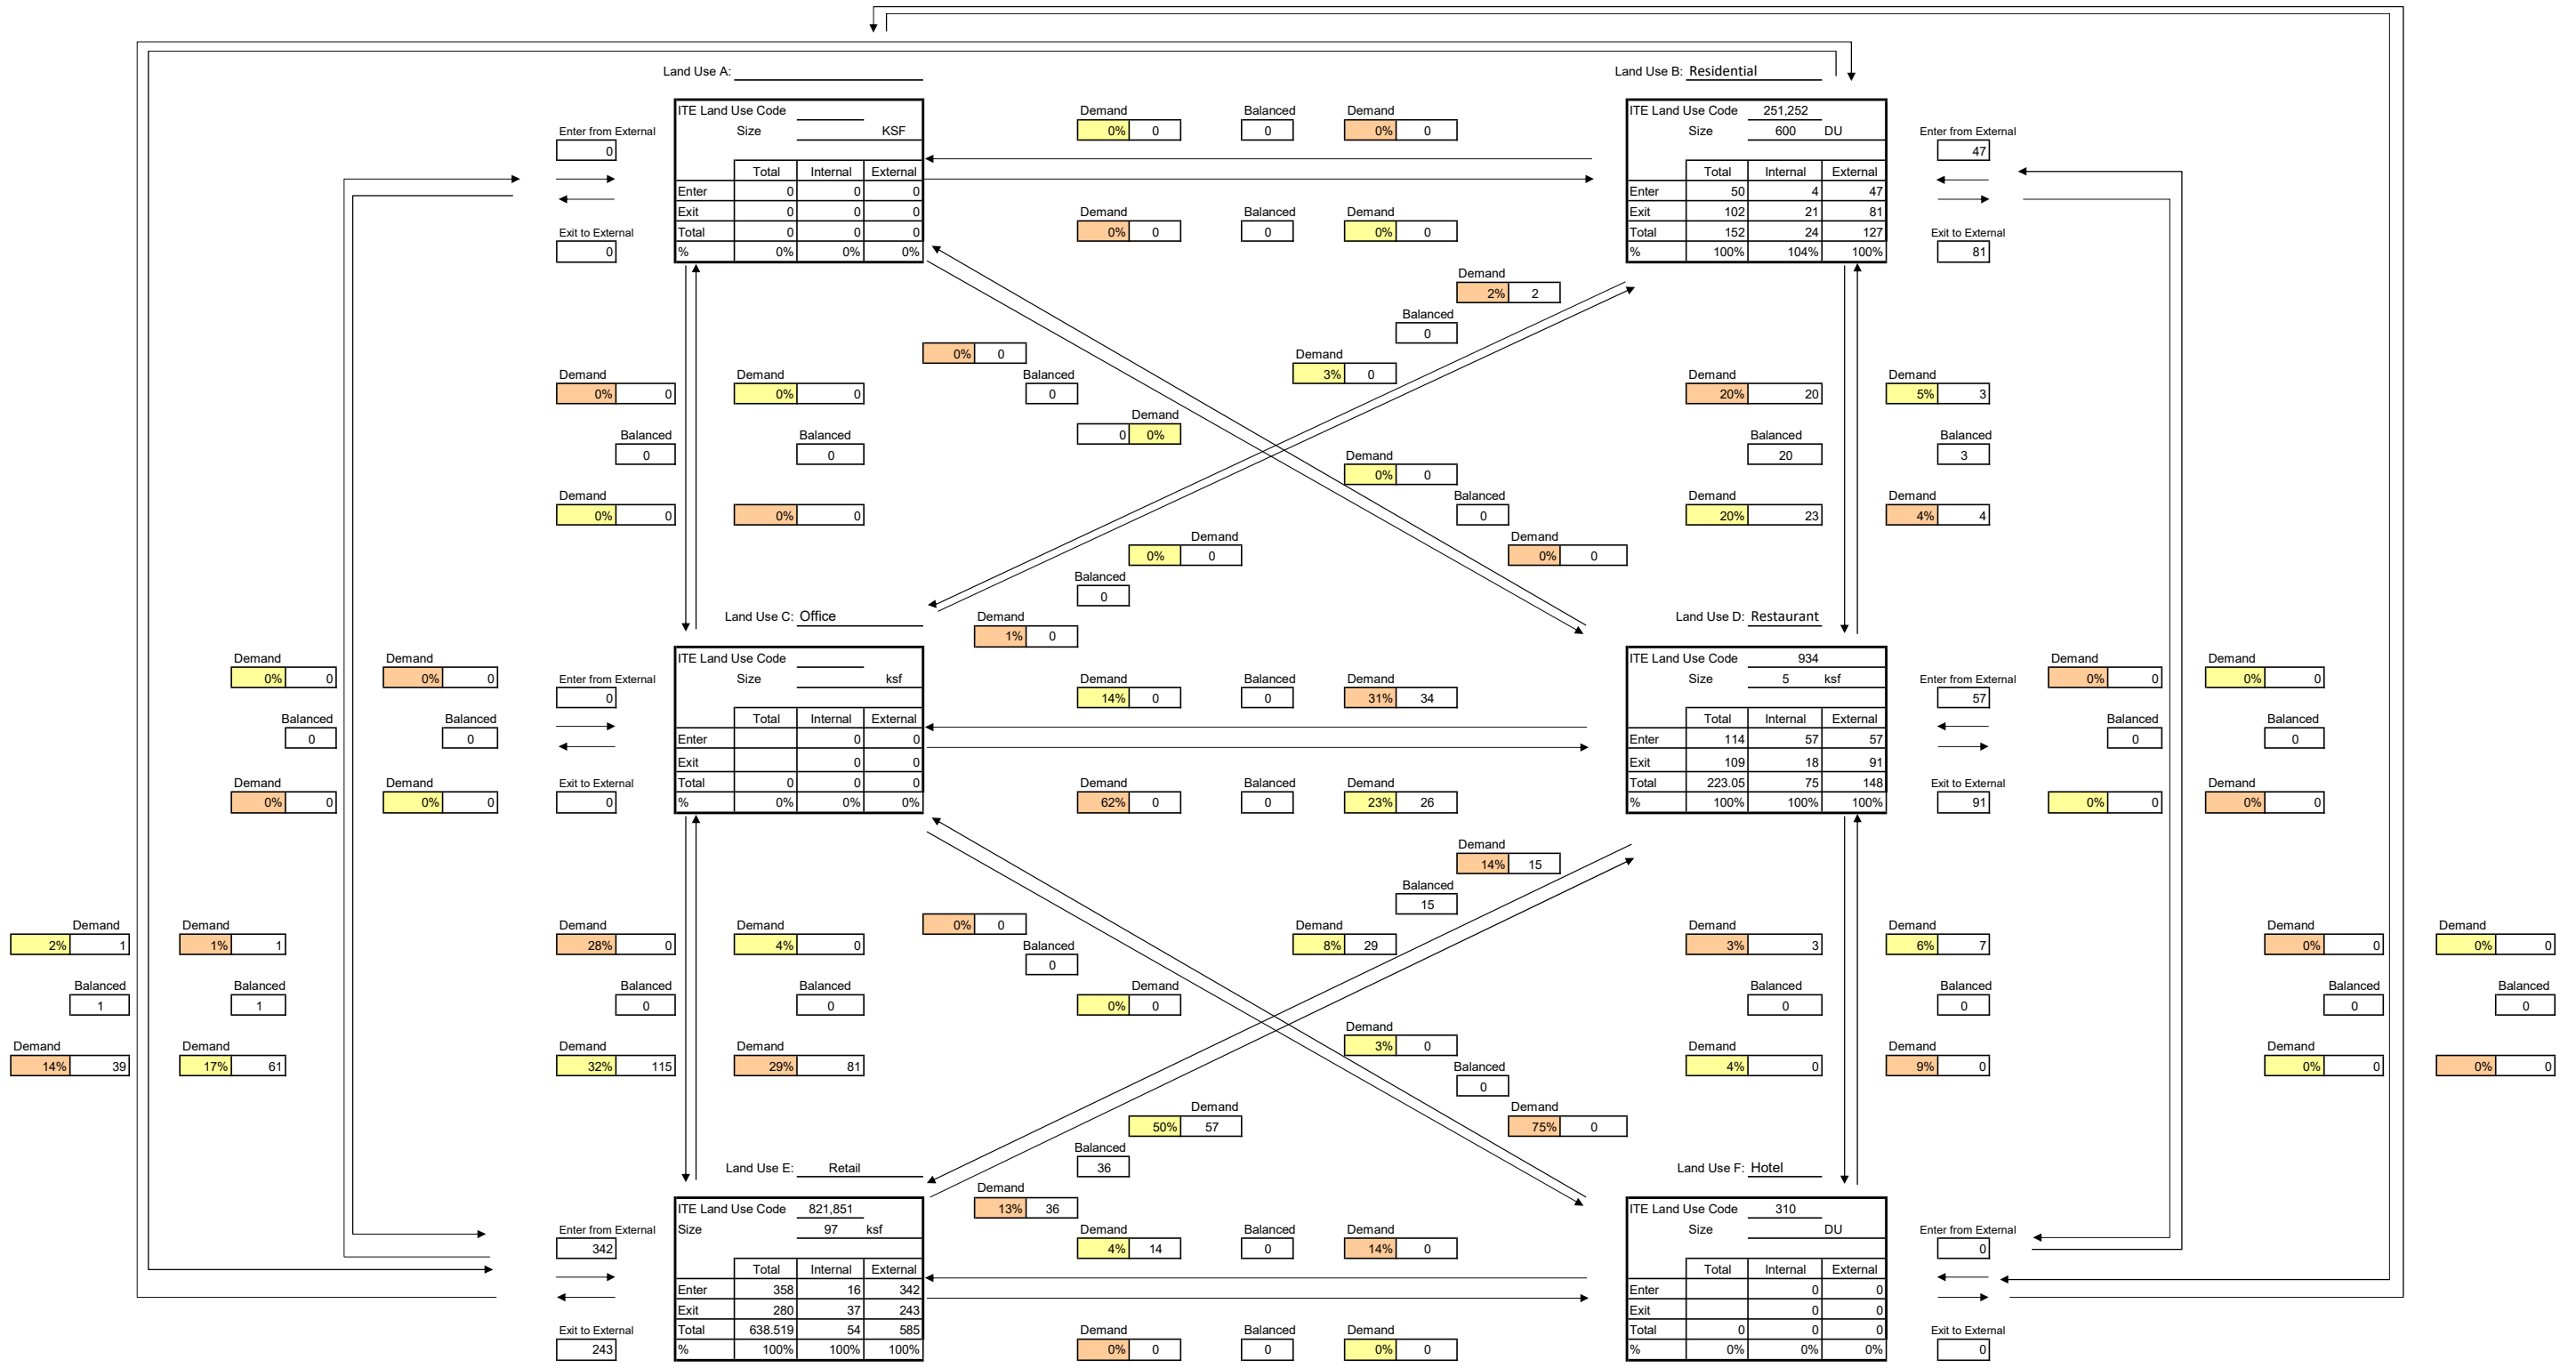 Land Use A:
Land Use B: Residential
ITE Land Use Code
Size KSF
Total Internal External
Enter 0 0 0
Exit 0 0 0
Total 0 0 0
% 0% 0% 0%
Enter from External
0
Exit to External
0
Demand Balanced Demand
0% 0 0 0% 0
Demand Balanced Demand
0% 0 0 0% 0
ITE Land Use Code 251,252
Size 600 DU
Total Internal External
Enter 50 4 47
Exit 102 21 81
Total 152 24 127
% 100% 104% 100%
Enter from External
47
Exit to External
81
Demand
2% 2
Balanced
0
Demand
3% 0
0% 0
Balanced
0
Demand
0 0%
Demand Demand
0% 0 0% 0
Balanced Balanced
0 0
Demand
0% 0 0% 0
Demand Demand
20% 20 5% 3
Balanced Balanced
20 3
Demand Demand
20% 23 4% 4
Demand
0% 0
Balanced
0
Demand
0% 0
Demand
0% 0
Balanced
0
Demand
1% 0
Land Use C: Office
Land Use D: Restaurant
Demand Demand
0% 0 0% 0
Balanced Balanced
0 0
Demand Demand
0% 0 0% 0
Enter from External
0
Exit to External
0
ITE Land Use Code
Size ksf
Total Internal External
Enter 0 0
Exit 0 0
Total 0 0 0
% 0% 0% 0%
Demand Balanced Demand
14% 0 0 31% 34
Demand Balanced Demand
62% 0 0 23% 26
ITE Land Use Code 934
Size 5 ksf
Total Internal External
Enter 114 57 57
Exit 109 18 91
Total 223.05 75 148
% 100% 100% 100%
Enter from External
57
Exit to External
91
Demand Demand
0% 0 0% 0
Balanced Balanced
0 0
Demand
0% 0 0% 0
Demand
14% 15
Balanced
15
Demand
8% 29
Demand Demand
2% 1 1% 1
Balanced Balanced
1 1
Demand Demand
14% 39 17% 61
Demand Demand
28% 0 4% 0
Balanced Balanced
0 0
Demand Demand
32% 115 29% 81
0% 0
Balanced
0
Demand
0% 0
Demand Demand
3% 3 6% 7
Balanced Balanced
0 0
Demand Demand
4% 0 9% 0
Demand Demand
0% 0 0% 0
Balanced Balanced
0 0
Demand
0% 0 0% 0
Demand
3% 0
Balanced
0
Demand
75% 0
Demand
50% 57
Balanced
36
Demand
13% 36
Land Use E: Retail
Land Use F: Hotel
Enter from External
342
Exit to External
243
ITE Land Use Code 821,851
Size 97 ksf
Total Internal External
Enter 358 16 342
Exit 280 37 243
Total 638.519 54 585
% 100% 100% 100%
Demand Balanced Demand
4% 14 0 14% 0
Demand Balanced Demand
0% 0 0 0% 0
ITE Land Use Code 310
Size DU
Total Internal External
Enter 0 0
Exit 0 0
Total 0 0 0
% 0% 0% 0%
Enter from External
0
Exit to External
0